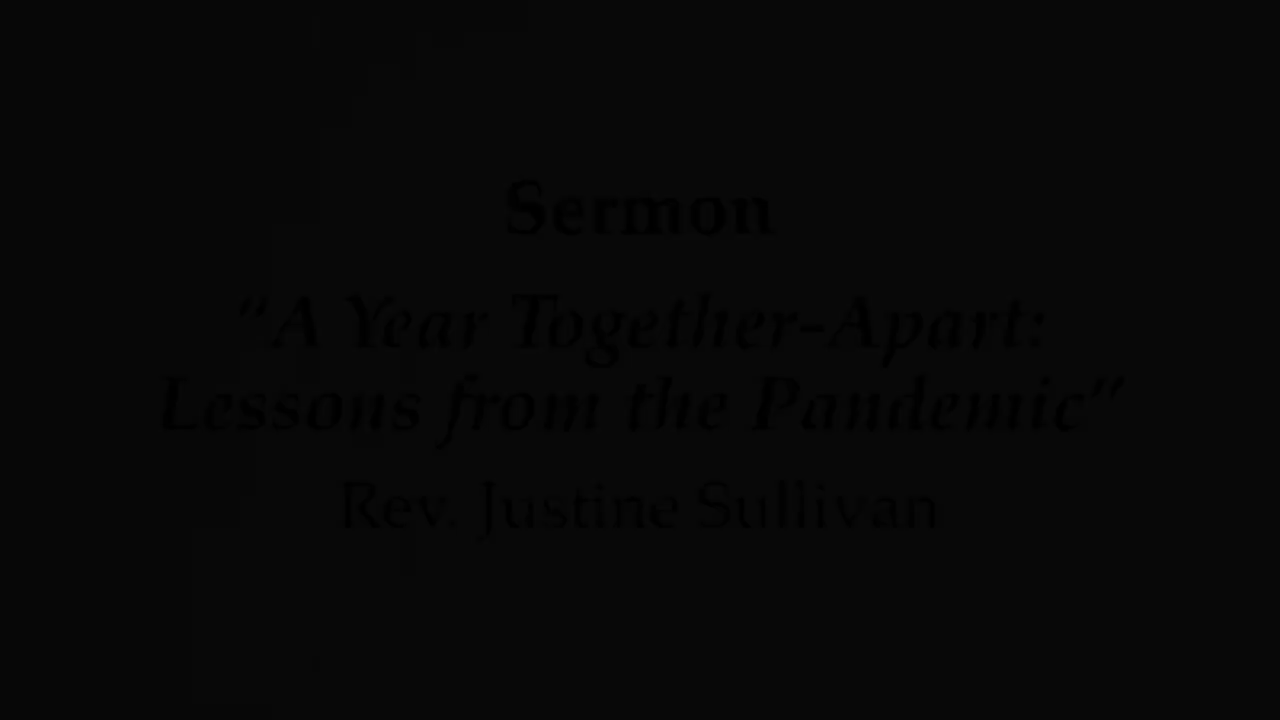 Sermon
“A Year Together-Apart:
Lessons from the Pandemic”
Rev. Justine Sullivan